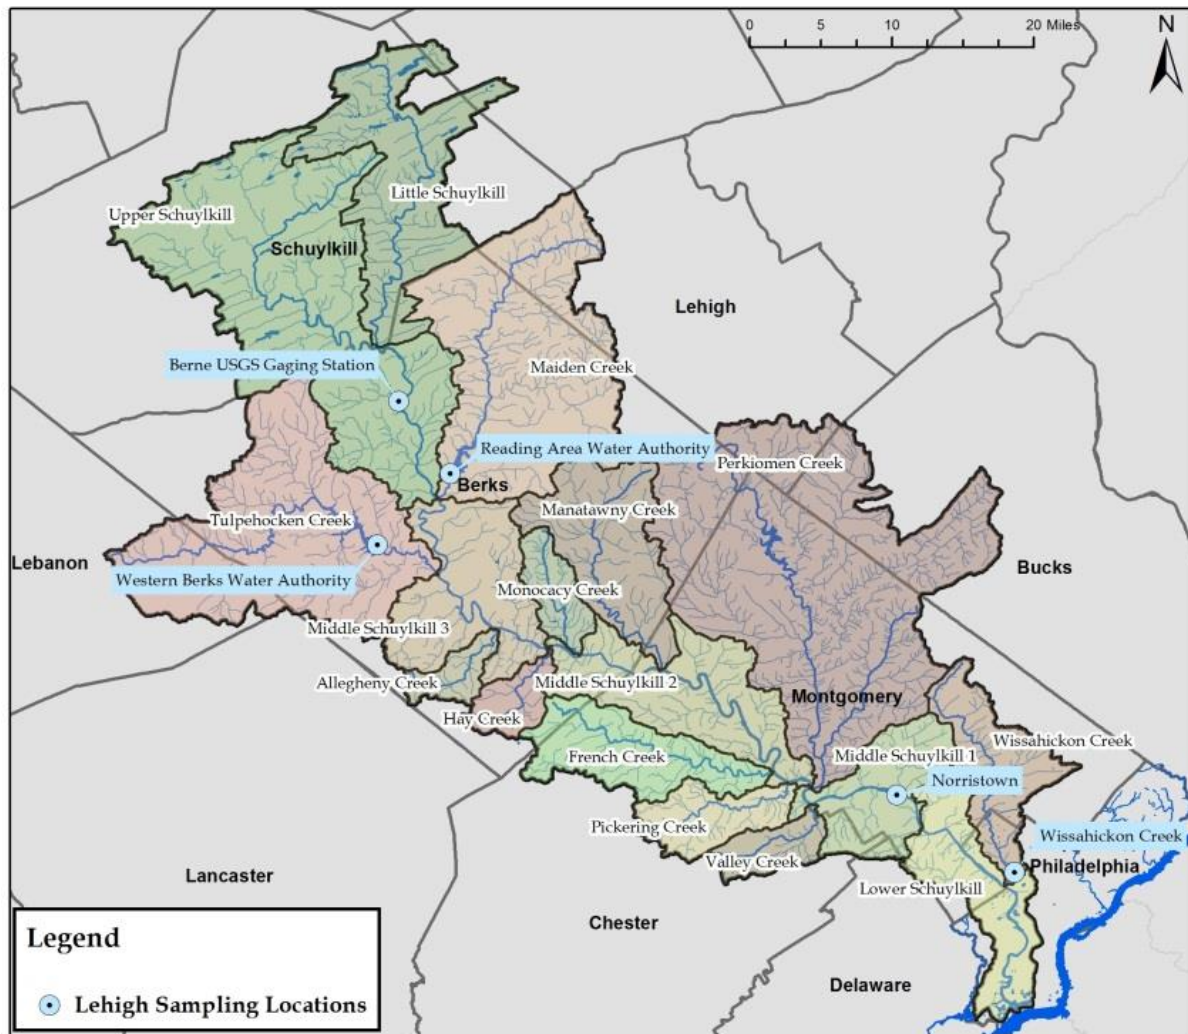 0 5 10 20 Miles
N
Little Schuylkill
Upper Schuylkill
Schuylkill
Lehigh
Berne USGS Gaging Station
Maiden Creek
Reading Area Water Authority
Perkiomen Creek
Berks
Manatawny Creek
Tulpehocken Creek
Lebanon
Bucks
Western Berks Water Authority
Monocacy Creek
Middle Schuylkill 3
Allegheny Creek
Middle Schuylkill 2
Montgomery
Hay Creek
Wissahickon Creek
French Creek
Middle Schuylkill 1
Norristown
Pickering Creek
Wissahickon Creek
Valley Creek
Philadelphia
Lancaster
Lower Schuylkill
Chester
Delaware
Legend
Lehigh Sampling Locations